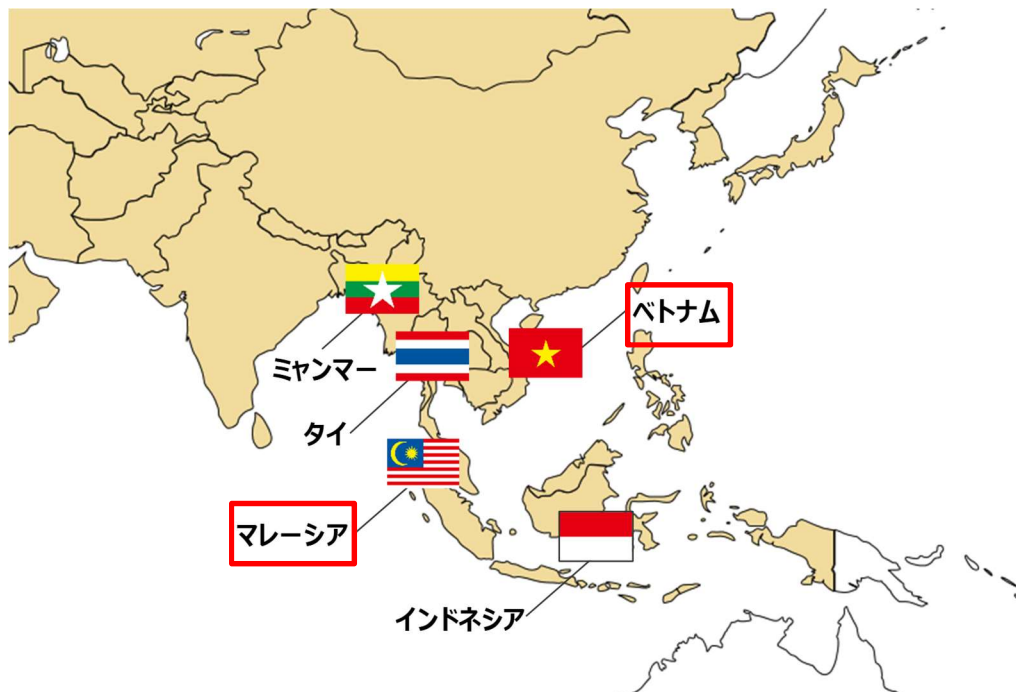 ベトナム
ミャンマー
タイ
マレーシア
インドネシア